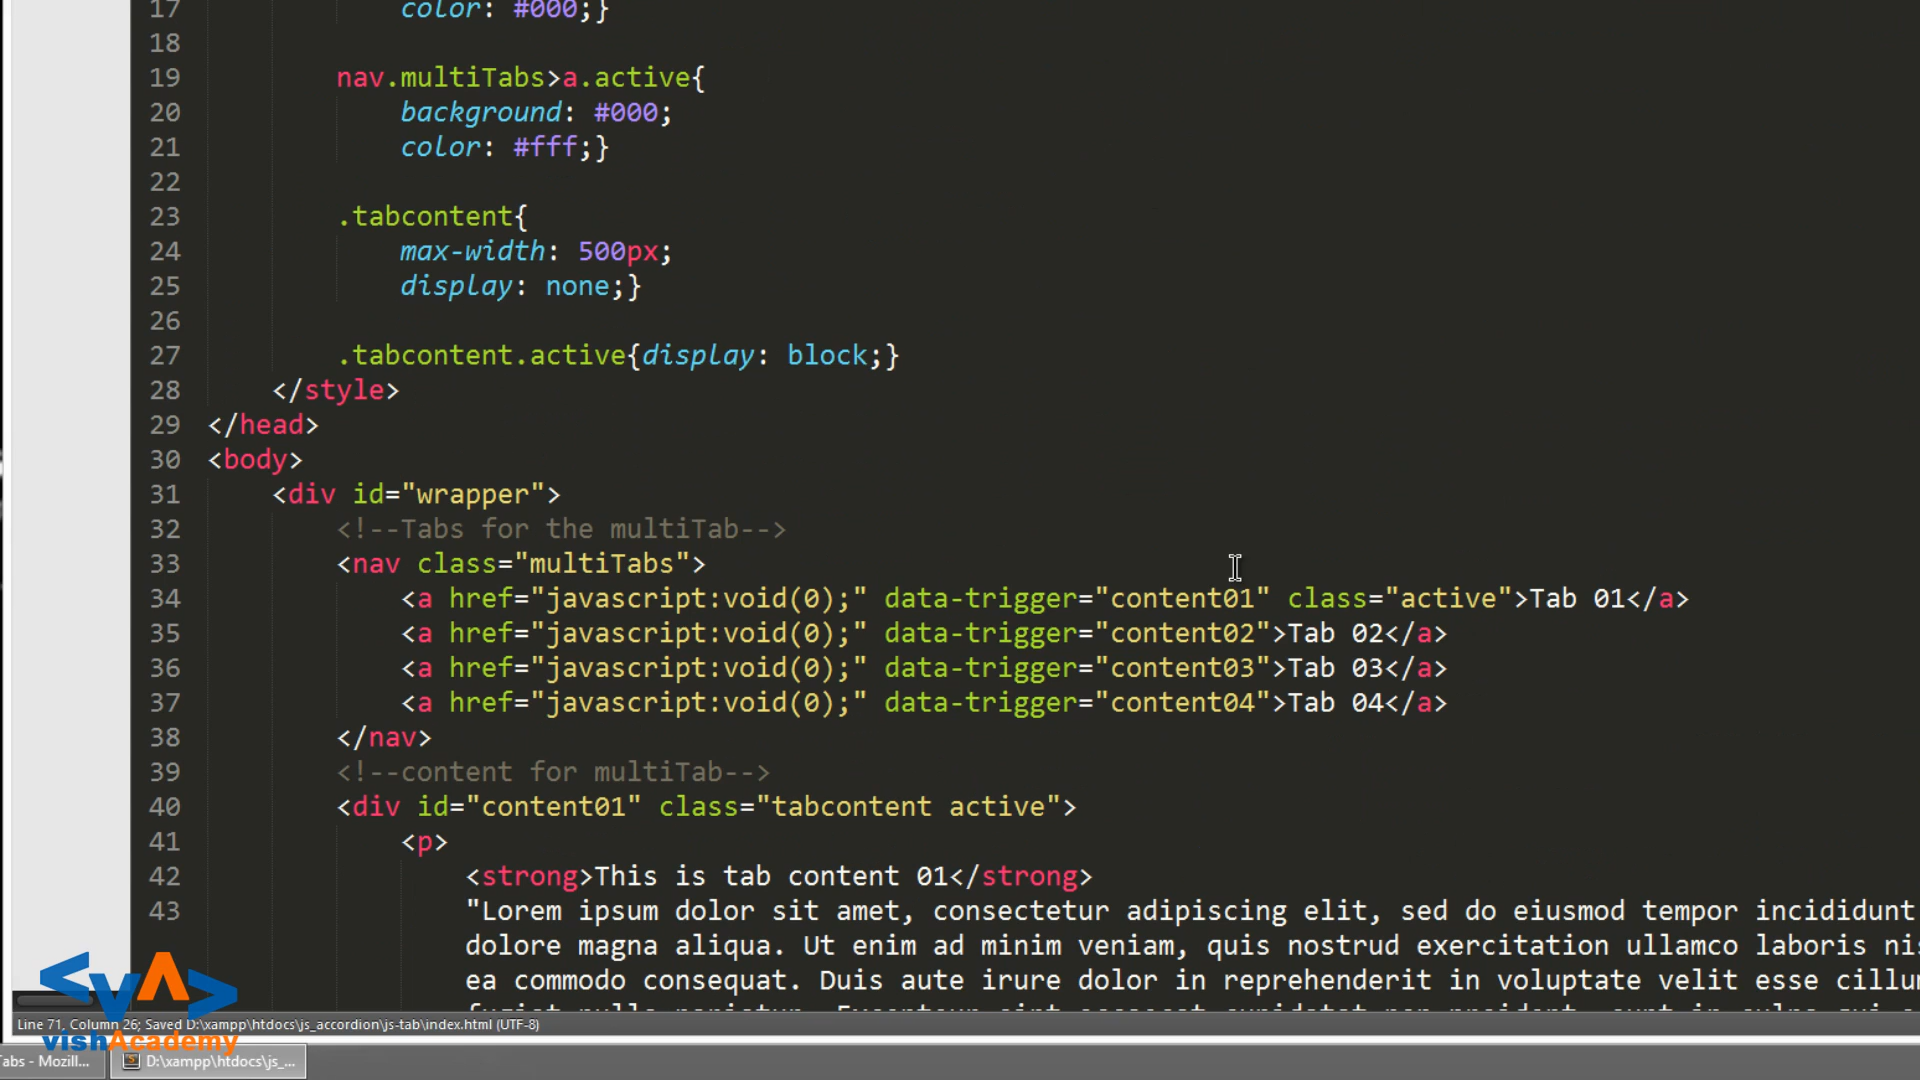 17 color: #000;}
18
19 nav.multiTabs>a.active{
20 background: #000;
21 color: #fff;}
22
23 .tabcontent{
24 max-width: 500px;
25 display: none;}
26
27 .tabcontent.active{display: block;}
28 </style>
29 </head>
30 <body>
31 <div id="wrapper">
32 <!--Tabs for the multiTab-->
33 <nav class="multiTabs">
34 <a href="javascript:void(0);" data-trigger="content01" class="active">Tab 01</a>
35 <a href="javascript:void(0);" data-trigger="content02">Tab 02</a>
36 <a href="javascript:void(0);" data-trigger="content03">Tab 03</a>
37 <a href="javascript:void(0);" data-trigger="content04">Tab 04</a>
38 </nav>
39 <!--content for multiTab-->
40 <div id="content01" class="tabcontent active">
41 <p>
42 <strong>This is tab content 01</strong>
43 "Lorem ipsum dolor sit amet, consectetur adipiscing elit, sed do eiusmod tempor incididunt
dolore magna aliqua. Ut enim ad minim veniam, quis nostrud exercitation ullamco laboris
ea commodo consequat. Duis aute irure dolor in reprehenderit in voluptate velit esse
<vA>
Line 71, Column 26; Saved D:\xampp\htdocs\js_accordion\js-tab\index.html (UTF-8)
vishAcademy
abs - Mozill...
D:\xampp\htdocs\js_...